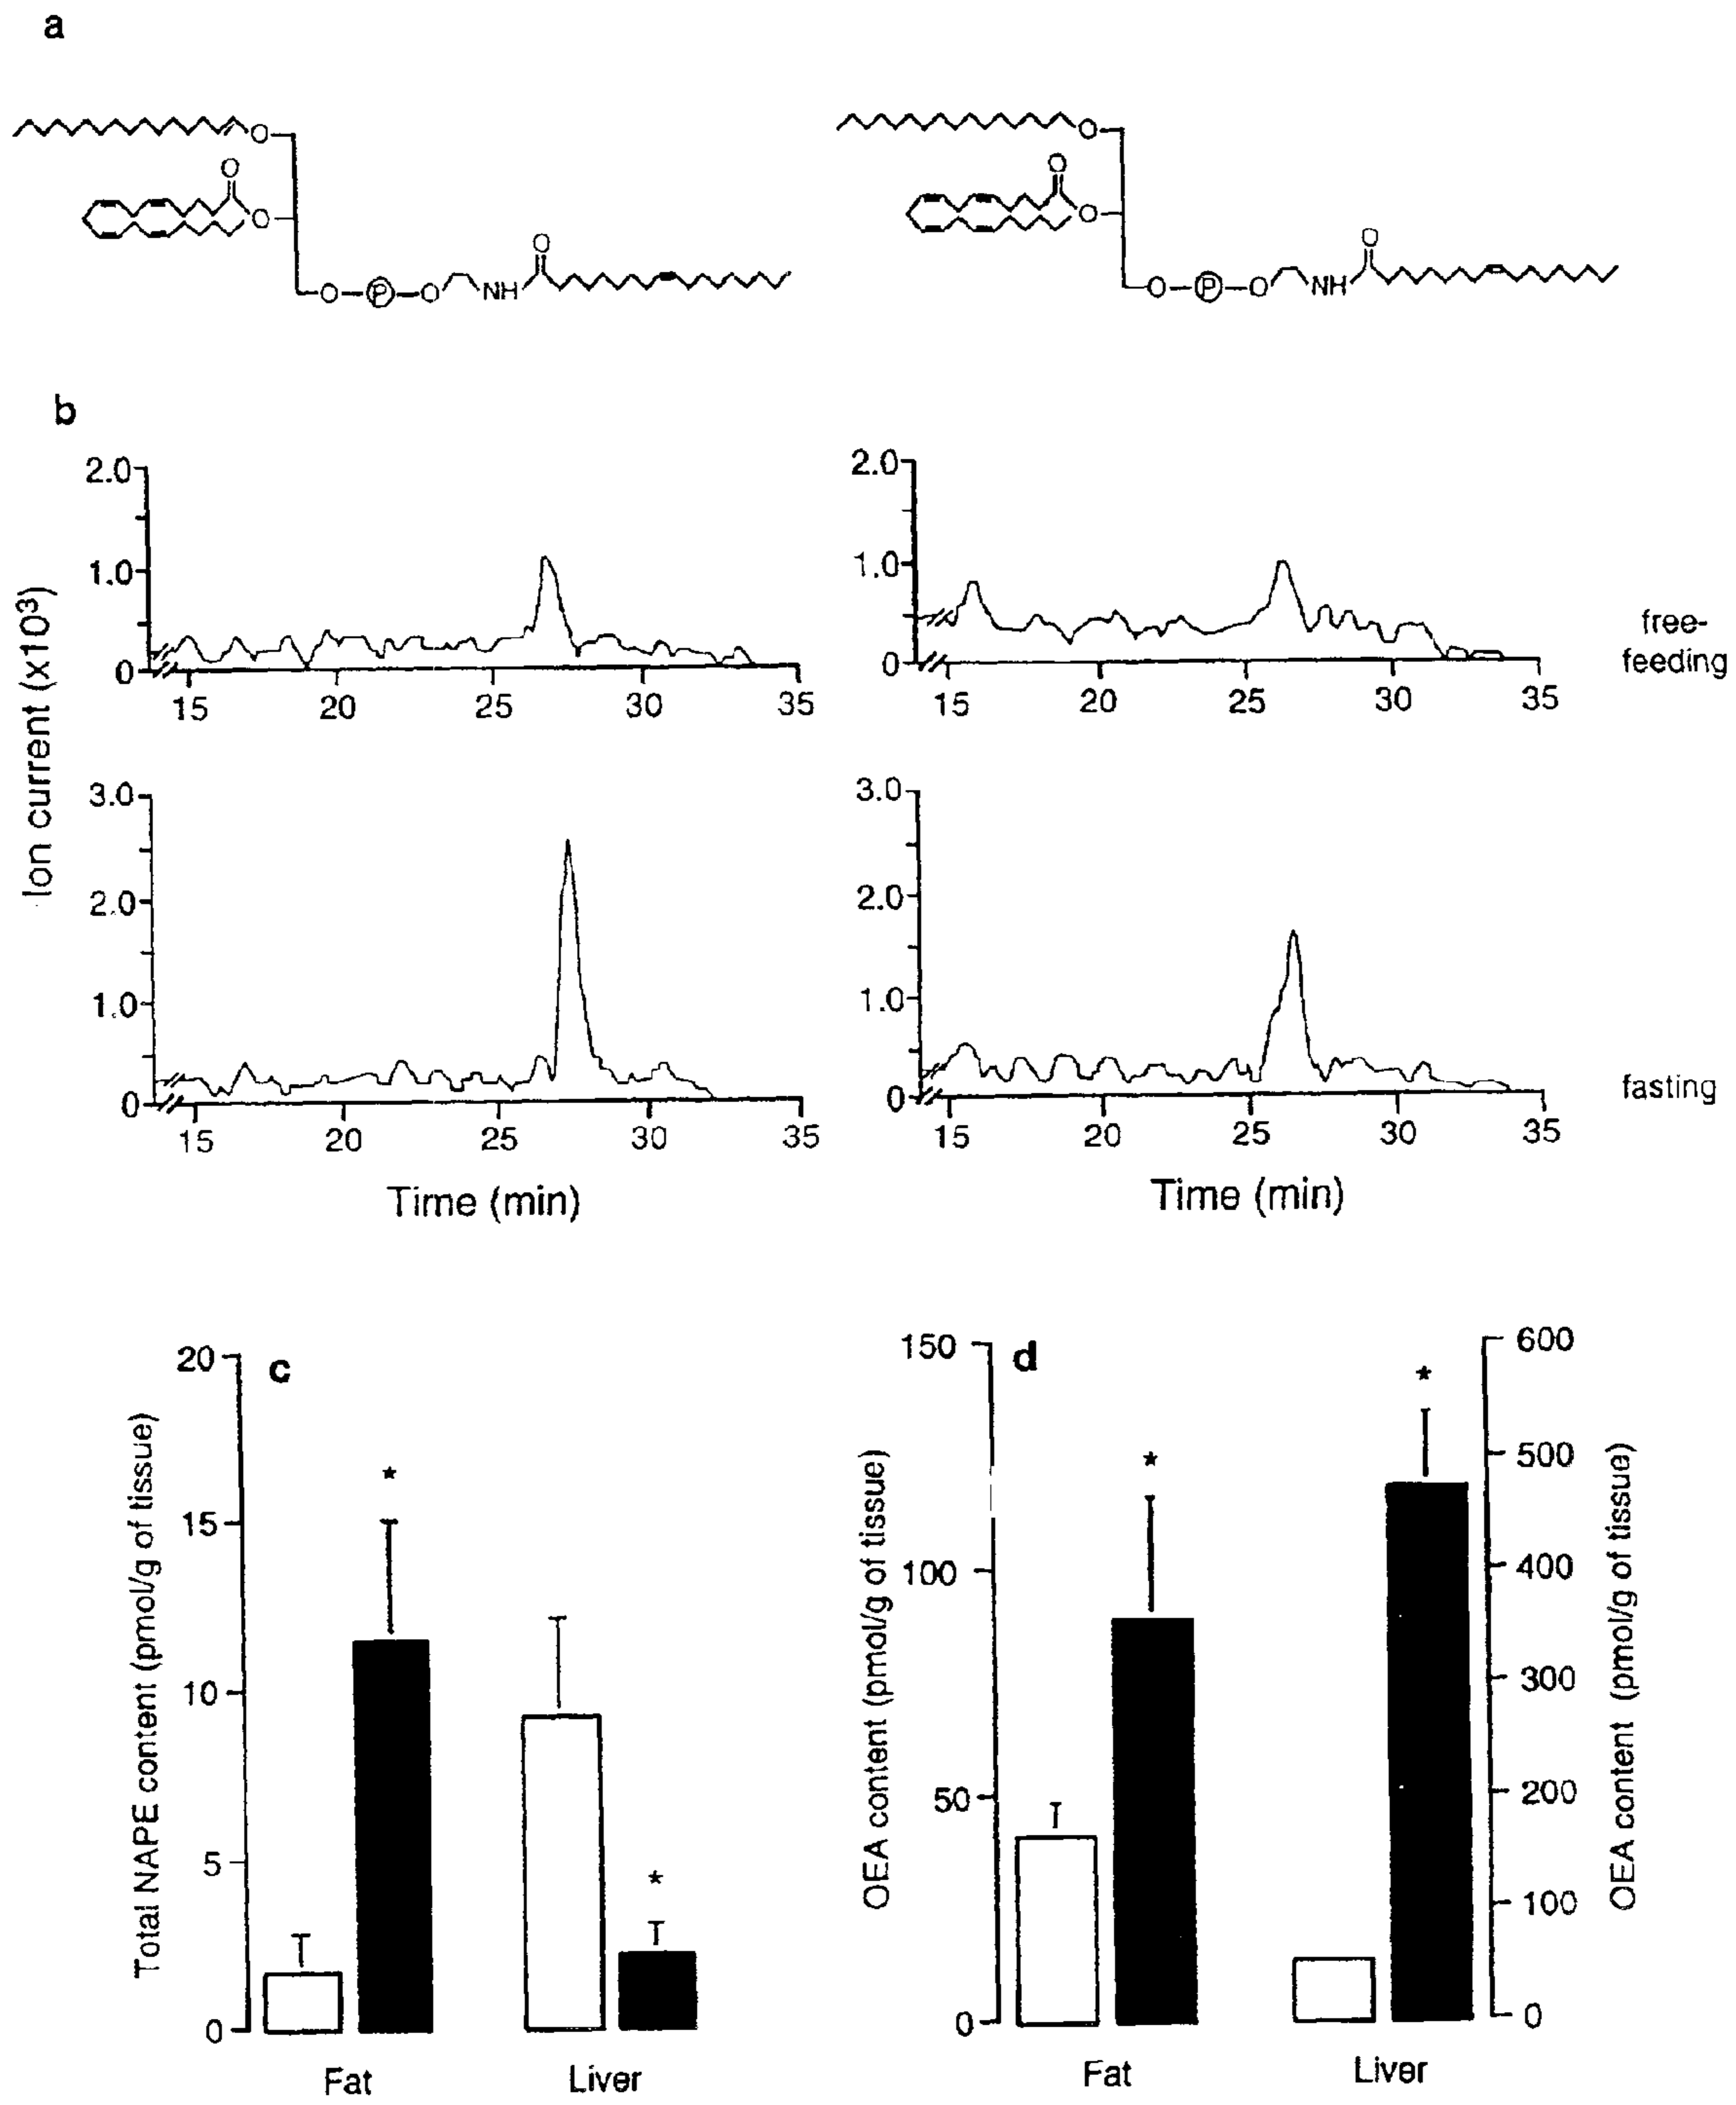 a
O
O
O
O
O
O
O P O NH
O P O NH
b
Ion current (x10³)
2.0
1.0
0
15 20 25 30 35
2.0
1.0
0
15 20 25 30 35
free-
feeding
3.0
2.0
1.0
0
15 20 25 30 35
Time (min)
3.0
2.0
1.0
0
15 20 25 30 35
Time (min)
fasting
c
Total NAPE content (pmol/g of tissue)
20
15
10
5
0
*
*
Fat Liver
d
OEA content (pmol/g of tissue)
150
100
50
0
*
*
Fat Liver
600
500
400
300
200
100
0
OEA content (pmol/g of tissue)